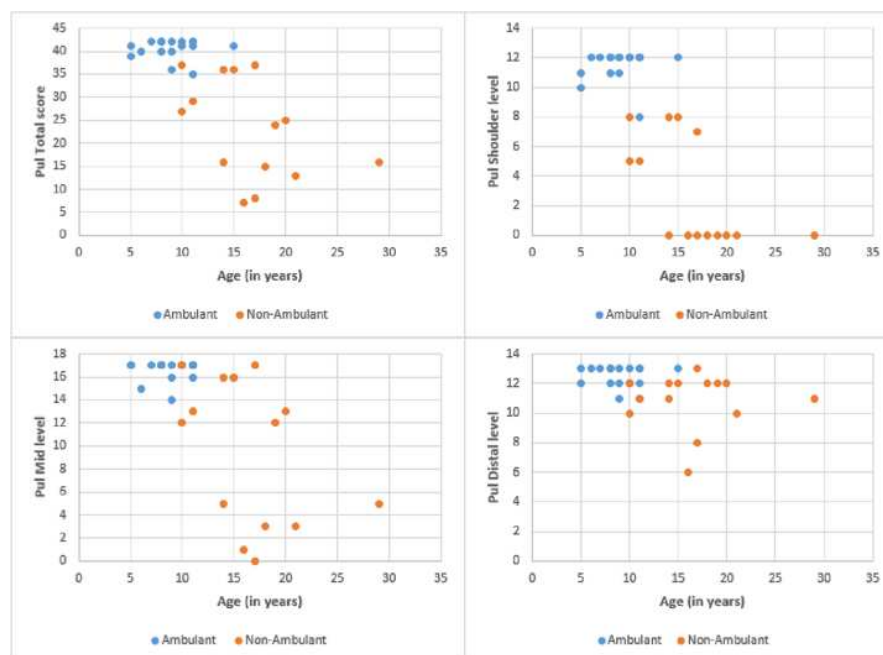 Pul Total score
45
40
35
30
25
20
15
10
5
0
0 5 10 15 20 25 30 35
Age (in years)
Ambulant Non-Ambulant
Pul Shoulder level
14
12
10
8
6
4
2
0
0 5 10 15 20 25 30 35
Age (in years)
Ambulant Non-Ambulant
Pul Mid level
18
16
14
12
10
8
6
4
2
0
0 5 10 15 20 25 30 35
Age (in years)
Ambulant Non-Ambulant
Pul Distal level
14
12
10
8
6
4
2
0
0 5 10 15 20 25 30 35
Age (in years)
Ambulant Non-Ambulant